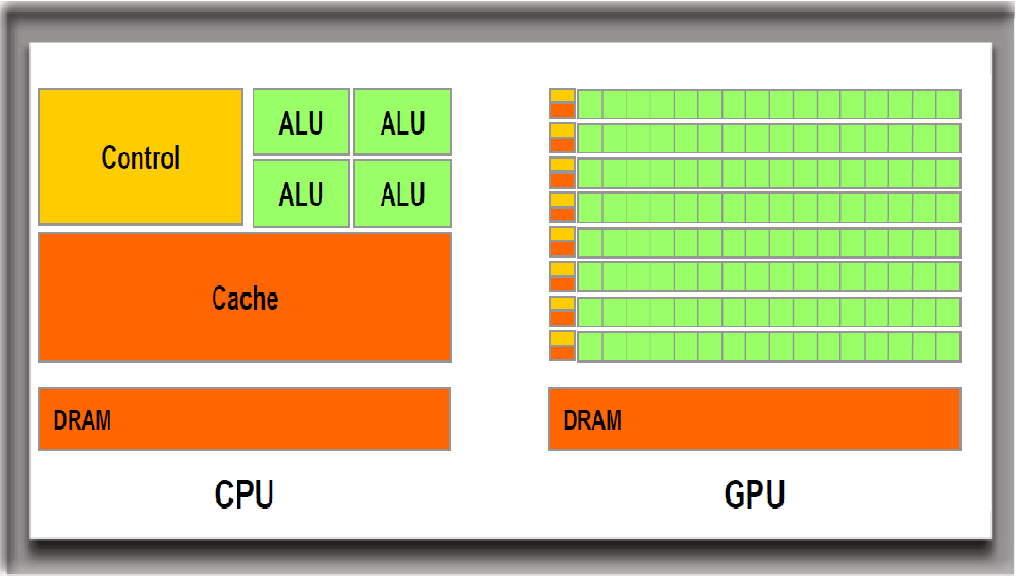 Control
ALU ALU
ALU ALU
Cache
DRAM
CPU
DRAM
GPU